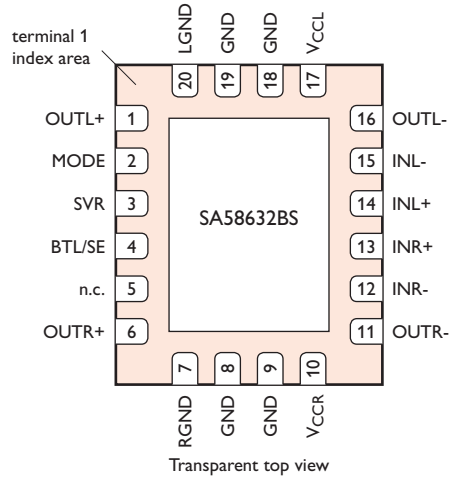 terminal 1
index area
LGND
GND
GND
VCCL
20
19
18
17
OUTL+ 1
MODE 2
SVR 3
BTL/SE 4
n.c. 5
OUTR+ 6
SA58632BS
16 OUTL-
15 INL-
14 INL+
13 INR+
12 INR-
11 OUTR-
7
8
9
10
RGND
GND
GND
VCCR
Transparent top view